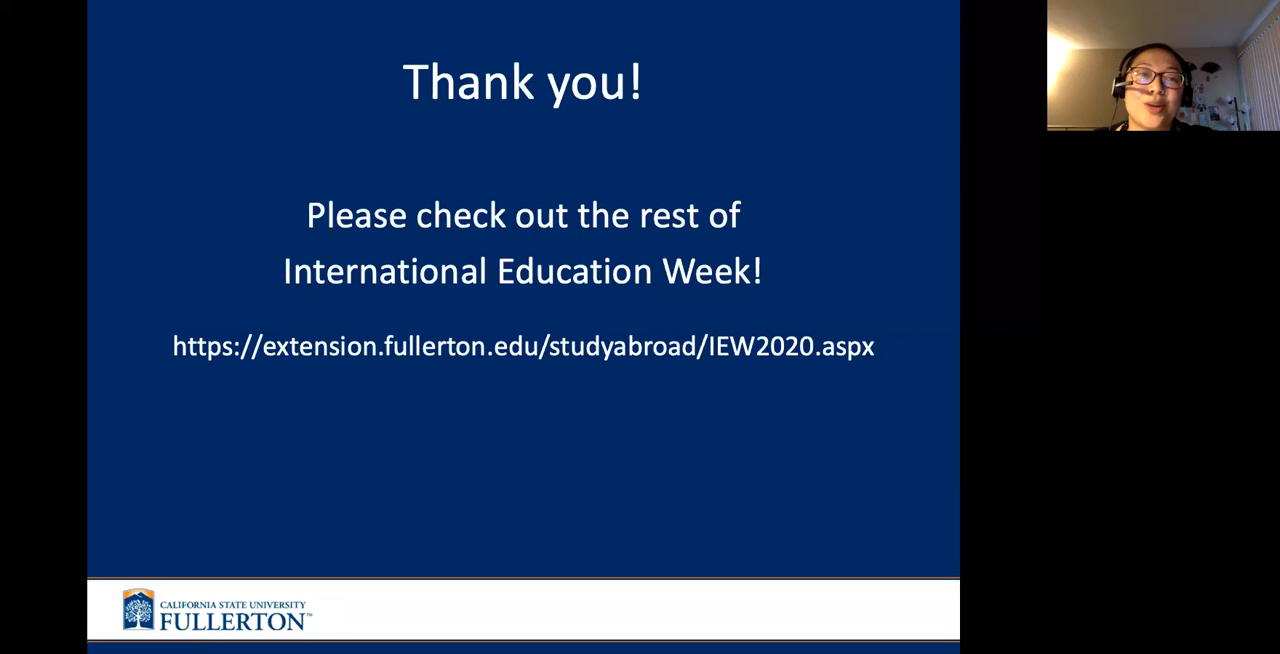 Thank you!
Please check out the rest of
International Education Week!
https://extension.fullerton.edu/studyabroad/IEW2020.aspx
CALIFORNIA STATE UNIVERSITY
FULLERTON™